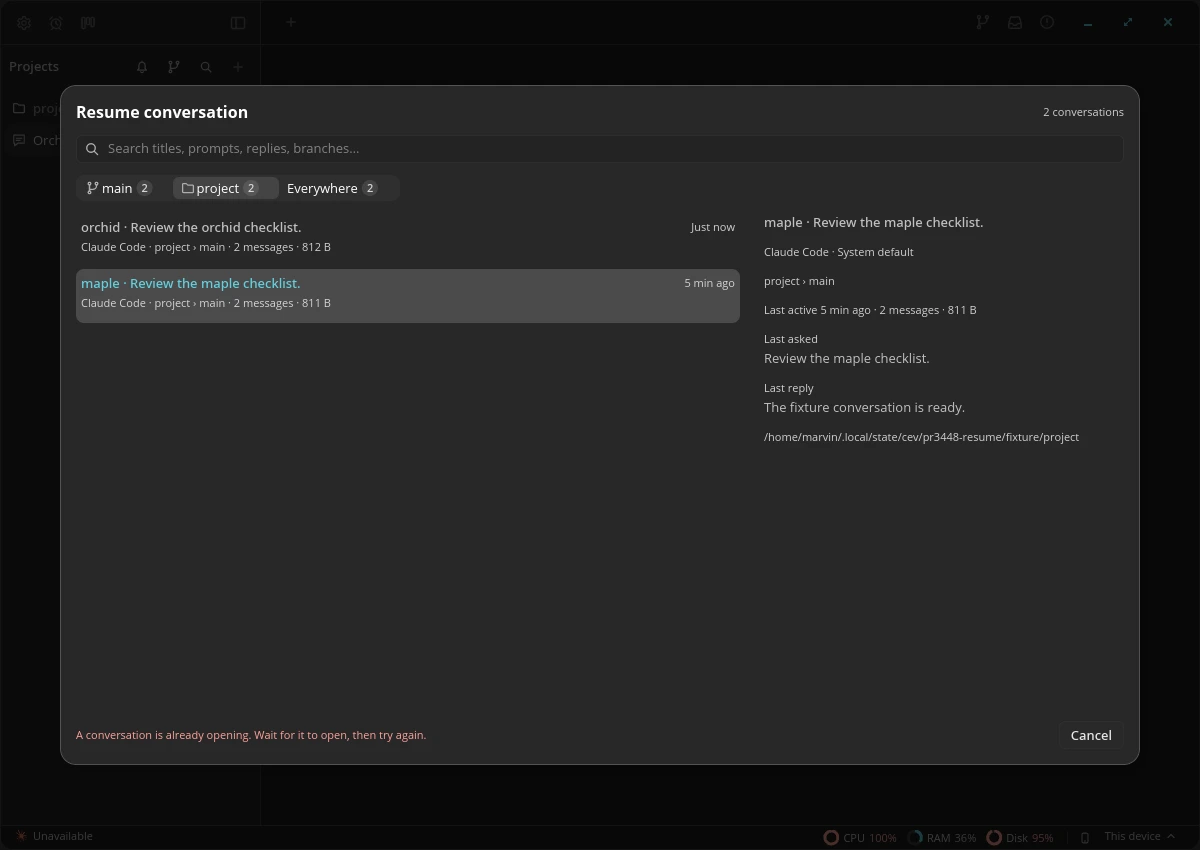 Projects
proj
Orch
Resume conversation
2 conversations
Search titles, prompts, replies, branches...
main 2
project 2
Everywhere 2
orchid · Review the orchid checklist.
Just now
Claude Code · project › main · 2 messages · 812 B
maple · Review the maple checklist.
5 min ago
Claude Code · project › main · 2 messages · 811 B
maple · Review the maple checklist.
Claude Code · System default
project › main
Last active 5 min ago · 2 messages · 811 B
Last asked
Review the maple checklist.
Last reply
The fixture conversation is ready.
/home/marvin/.local/state/cev/pr3448-resume/fixture/project
A conversation is already opening. Wait for it to open, then try again.
Cancel
Unavailable
CPU 100%
RAM 36%
Disk 95%
This device